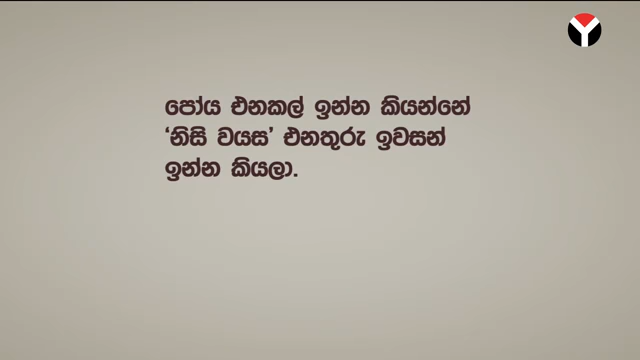 පෝය එනකල් ඉන්න කියන්නේ
‘නිසි වයස’ එනතුරු ඉවසන්
ඉන්න කියලා.